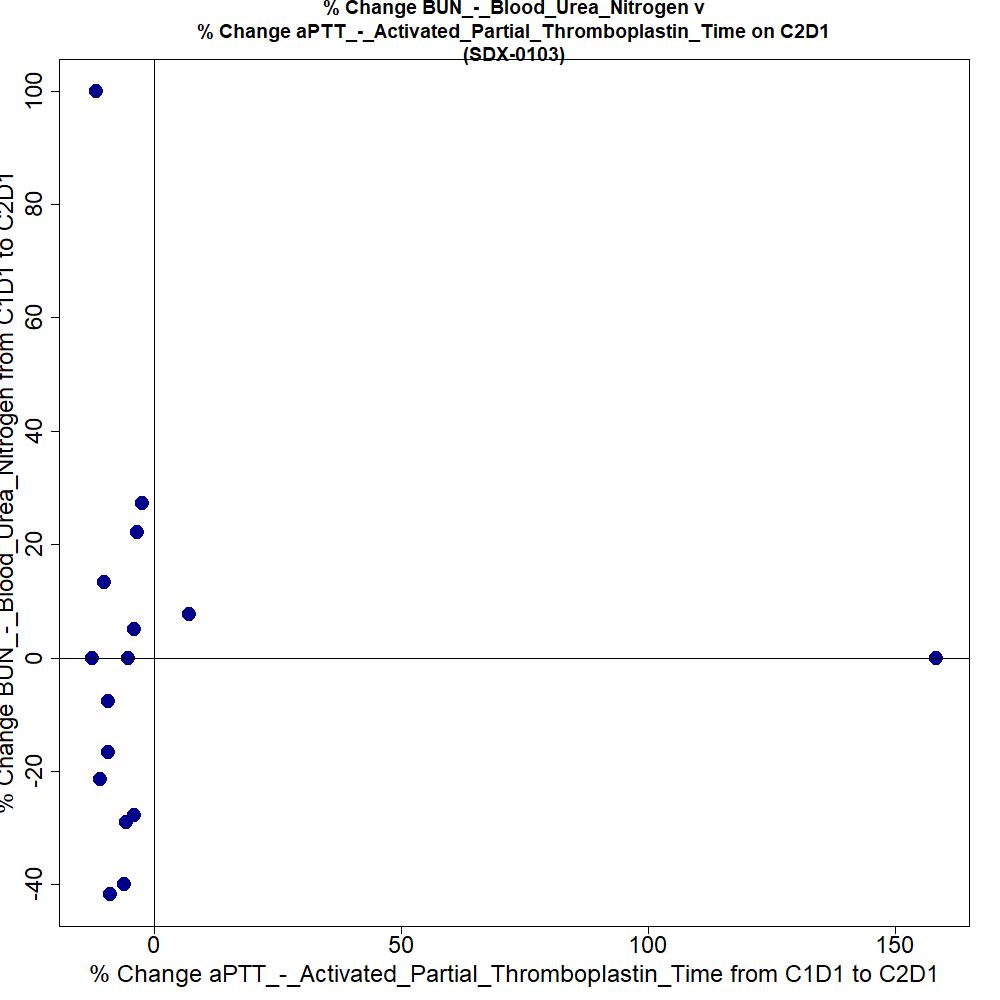 % Change BUN_-_Blood_Urea_Nitrogen v
% Change aPTT_-_Activated_Partial_Thromboplastin_Time on C2D1
(SDX-0103)
% Change BUN_-_Blood_Urea_Nitrogen from C1D1 to C2D1
100
80
60
40
20
0
-20
-40
0
50
100
150
% Change aPTT_-_Activated_Partial_Thromboplastin_Time from C1D1 to C2D1